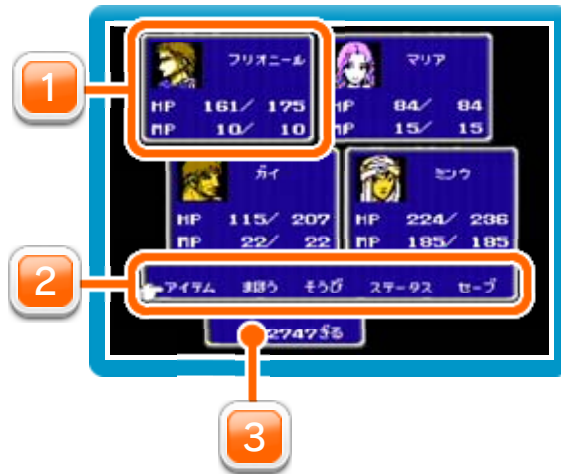 フリオニール
HP 161/ 175
MP 10/ 10
マリア
HP 84/ 84
MP 15/ 15
ガイ
HP 115/ 207
MP 22/ 22
ミンウ
HP 224/ 236
MP 185/ 185
アイテム まほう そうび ステータス セーブ
2747ぎる
1
2
3